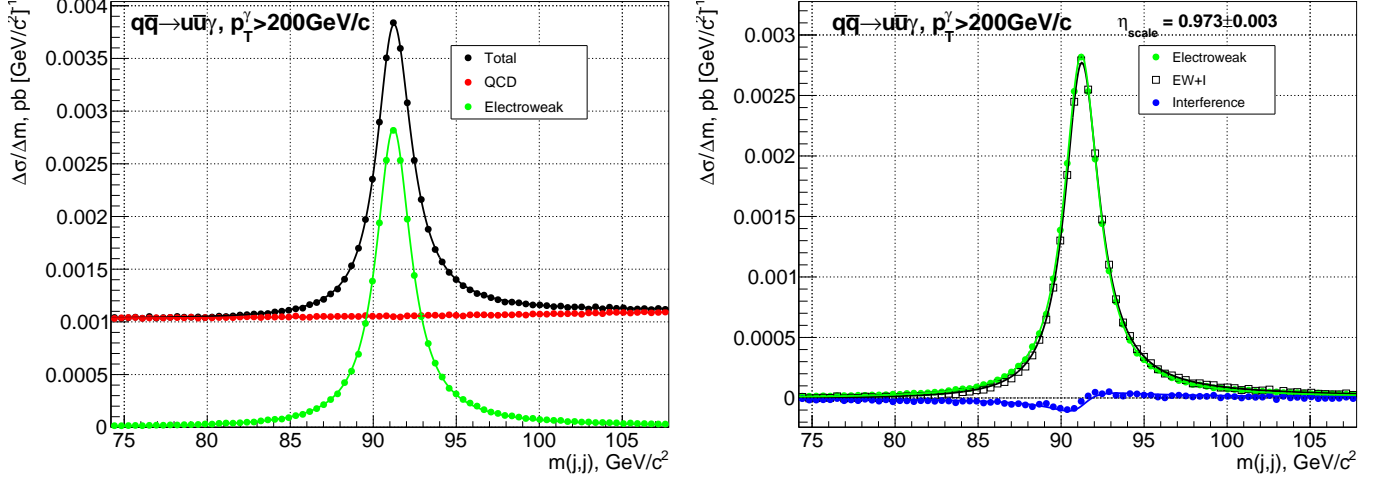 qq̅→uu̅γ, p_T^γ>200GeV/c
Total
QCD
Electroweak
Δσ/Δm, pb [GeV/c²]⁻¹
0.004
0.0035
0.003
0.0025
0.002
0.0015
0.001
0.0005
0
75 80 85 90 95 100 105
m(j,j), GeV/c²
qq̅→uu̅γ, p_T^γ>200GeV/c
η_scale = 0.973±0.003
Electroweak
EW+I
Interference
Δσ/Δm, pb [GeV/c²]⁻¹
0.003
0.0025
0.002
0.0015
0.001
0.0005
0
75 80 85 90 95 100 105
m(j,j), GeV/c²